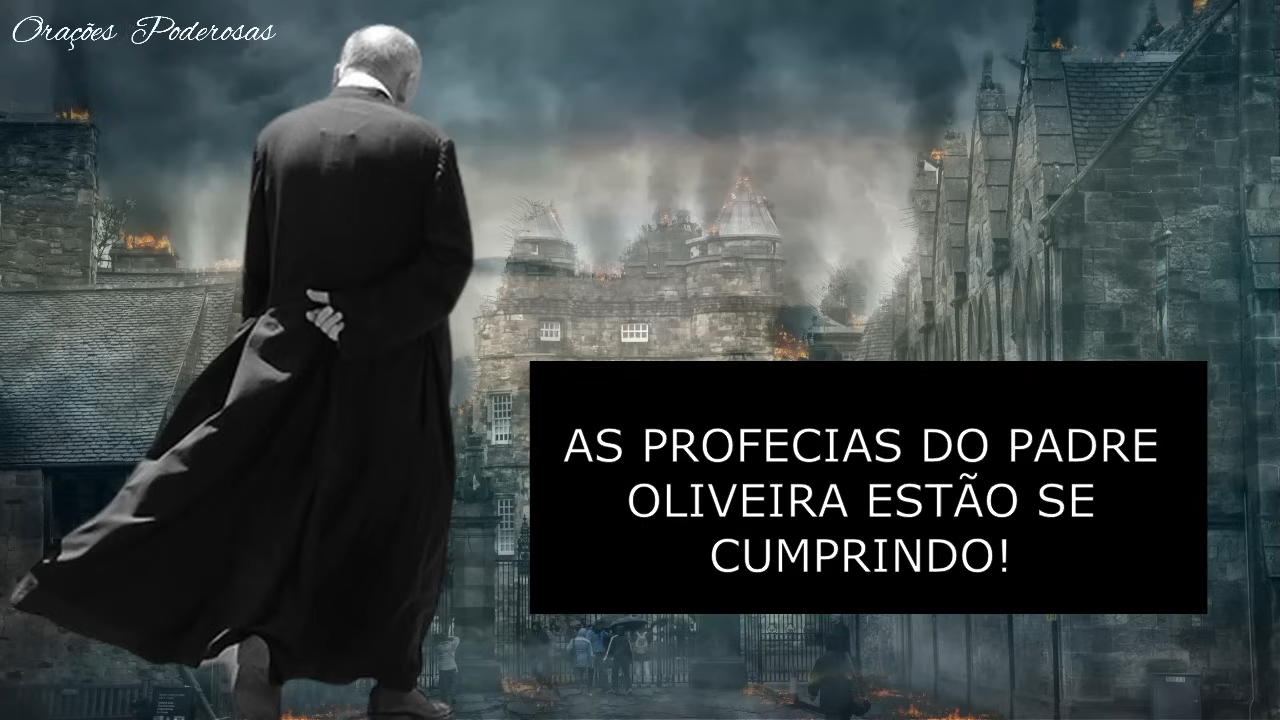 Orações Poderosas
AS PROFECIAS DO PADRE
OLIVEIRA ESTÃO SE
CUMPRINDO!